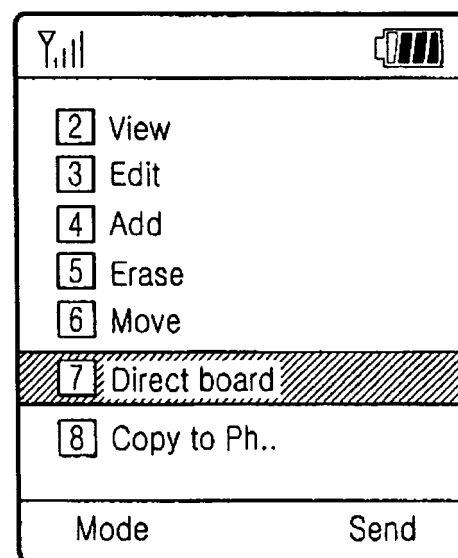 2 View
3 Edit
4 Add
5 Erase
6 Move
7 Direct board
8 Copy to Ph..
Mode Send